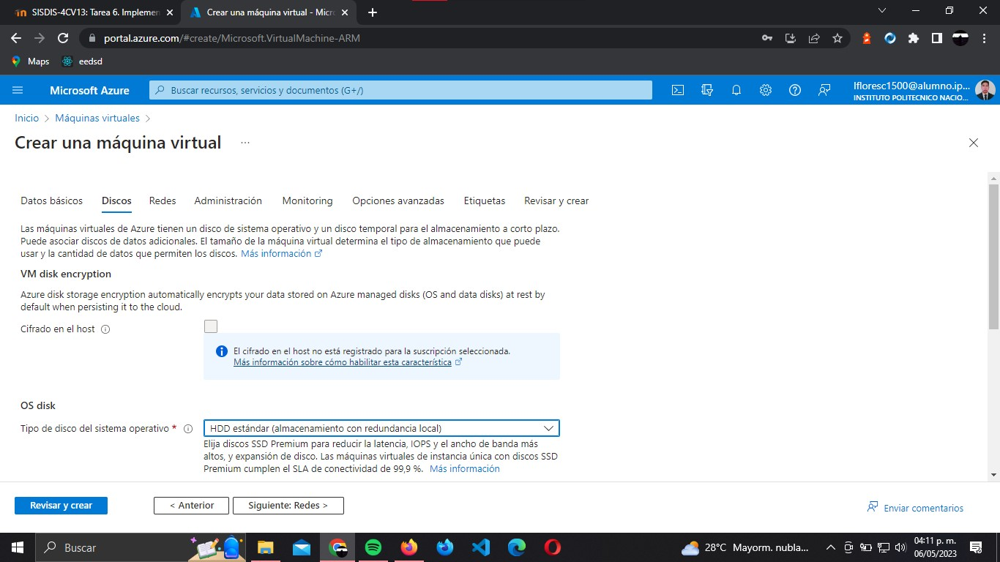 SISDIS-4CV13: Tarea 6. Implemen
Crear una máquina virtual - Micro
portal.azure.com/#create/Microsoft.VirtualMachine-ARM
Maps
eedsd
Microsoft Azure
Buscar recursos, servicios y documentos (G+/)
lfloresc1500@alumno.ip...
INSTITUTO POLITECNICO NACIO...
Inicio > Máquinas virtuales >
Crear una máquina virtual ...
Datos básicos Discos Redes Administración Monitoring Opciones avanzadas Etiquetas Revisar y crear
Las máquinas virtuales de Azure tienen un disco de sistema operativo y un disco temporal para el almacenamiento a corto plazo.
Puede asociar discos de datos adicionales. El tamaño de la máquina virtual determina el tipo de almacenamiento que puede
usar y la cantidad de datos que permiten los discos. Más información
VM disk encryption
Azure disk storage encryption automatically encrypts your data stored on Azure managed disks (OS and data disks) at rest by
default when persisting it to the cloud.
Cifrado en el host
El cifrado en el host no está registrado para la suscripción seleccionada.
Más información sobre cómo habilitar esta característica
OS disk
Tipo de disco del sistema operativo *
HDD estándar (almacenamiento con redundancia local)
Elija discos SSD Premium para reducir la latencia, IOPS y el ancho de banda más
altos, y expansión de disco. Las máquinas virtuales de instancia única con discos SSD
Premium cumplen el SLA de conectividad de 99,9 %. Más información
Revisar y crear
< Anterior
Siguiente: Redes >
Enviar comentarios
Buscar
28°C Mayorm. nubla...
04:11 p. m.
06/05/2023